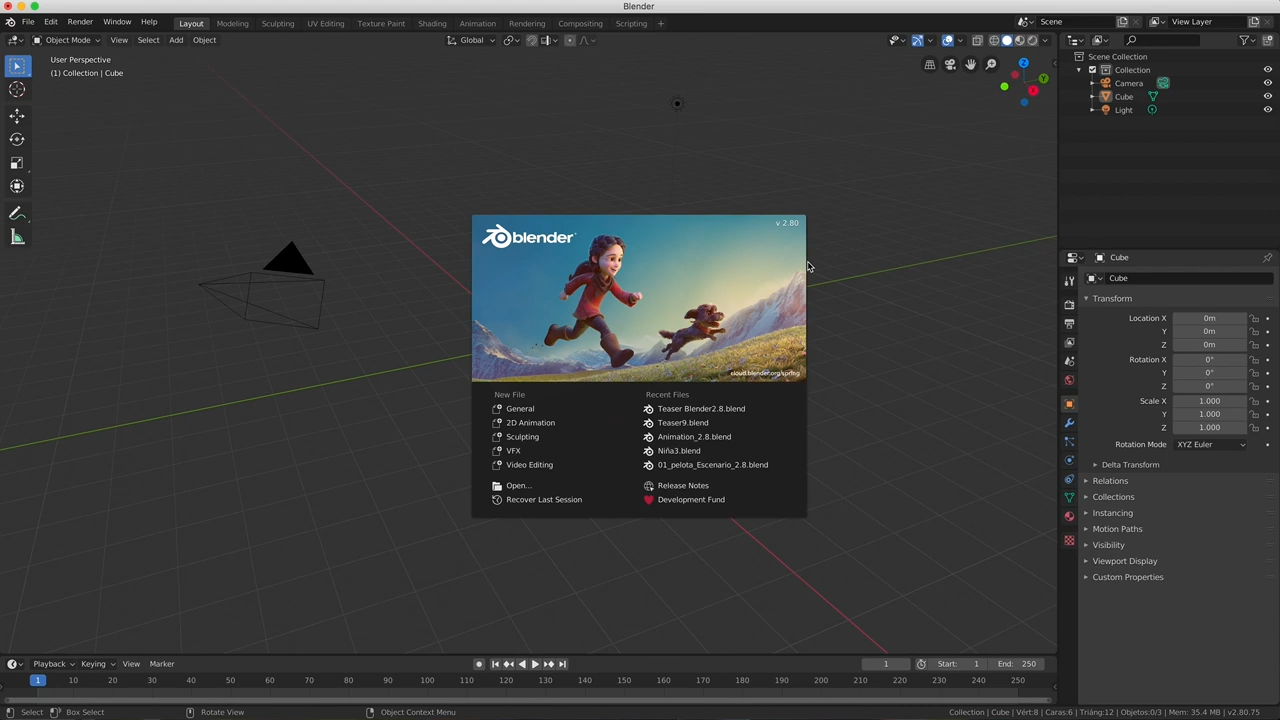 Blender
File Edit Render Window Help
Layout Modeling Sculpting UV Editing Texture Paint Shading Animation Rendering Compositing Scripting +
Scene
View Layer
Object Mode View Select Add Object
Global
User Perspective
(1) Collection | Cube
Z
Y
X
Scene Collection
Collection
Camera
Cube
Light
blender
v 2.80
cloud.blender.org/spring
New File
General
2D Animation
Sculpting
VFX
Video Editing
Open...
Recover Last Session
Recent Files
Teaser Blender2.8.blend
Teaser9.blend
Animation_2.8.blend
Niña3.blend
01_pelota_Escenario_2.8.blend
Release Notes
Development Fund
Cube
Cube
Transform
Location X 0m
Y 0m
Z 0m
Rotation X 0°
Y 0°
Z 0°
Scale X 1.000
Y 1.000
Z 1.000
Rotation Mode XYZ Euler
Delta Transform
Relations
Collections
Instancing
Motion Paths
Visibility
Viewport Display
Custom Properties
Playback Keying View Marker
1
Start: 1
End: 250
1 10 20 30 40 50 60 70 80 90 100 110 120 130 140 150 160 170 180 190 200 210 220 230 240 250
Select Box Select Rotate View Object Context Menu
Collection | Cube | Vért:8 | Caras:6 | Triáng:12 | Objetos:0/3 | Mem: 35.4 MB | v2.80.75